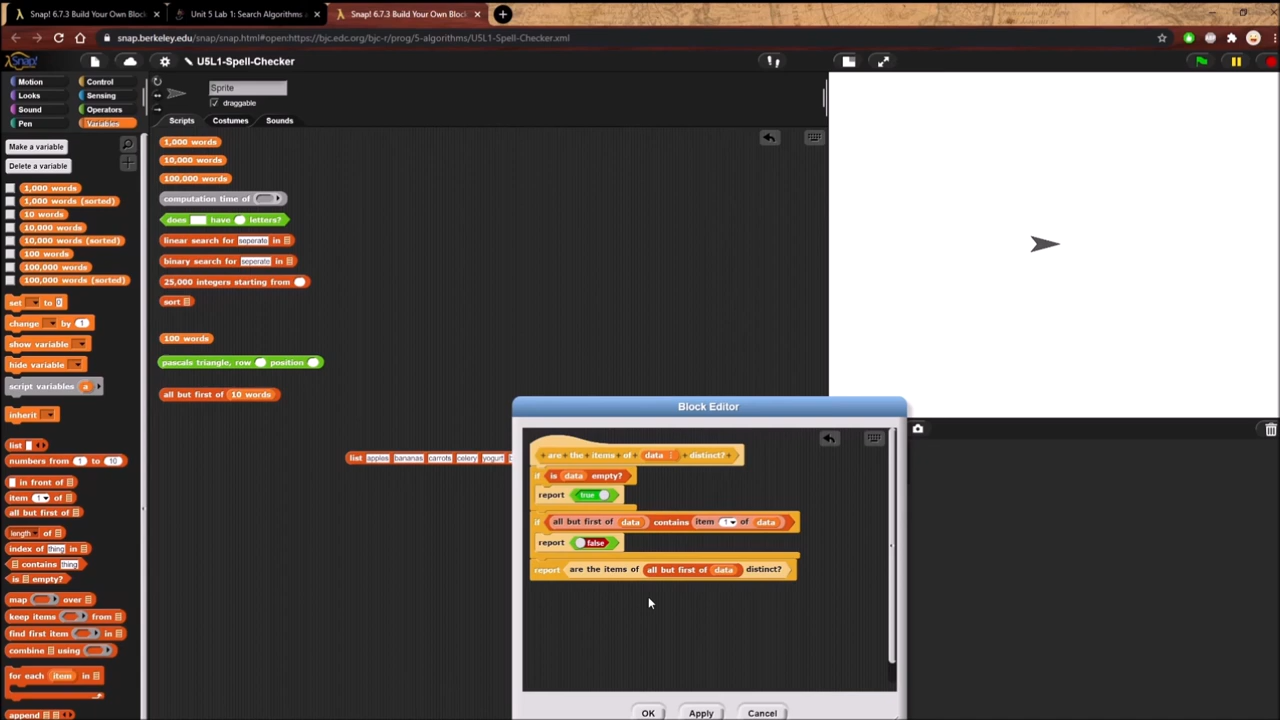 Snap! 6.7.3 Build Your Own Bloc
Unit 5 Lab 1: Search Algorithms a
Snap! 6.7.3 Build Your Own Bloc
snap.berkeley.edu/snap/snap.html#open:https://bjc.edc.org/bjc-r/prog/5-algorithms/U5L1-Spell-Checker.xml
Snap!
U5L1-Spell-Checker
Motion
Control
Looks
Sensing
Sound
Operators
Pen
Variables
Make a variable
Delete a variable
1,000 words
1,000 words (sorted)
10 words
10,000 words
10,000 words (sorted)
100 words
100,000 words
100,000 words (sorted)
set to 0
change by 1
show variable
hide variable
script variables a
inherit
list
numbers from 1 to 10
in front of
item 1 of
all but first of
length of
index of thing in
contains thing
is empty?
map over
keep items from
find first item in
combine using
for each item in
append
Sprite
draggable
Scripts
Costumes
Sounds
1,000 words
10,000 words
100,000 words
computation time of
does have letters?
linear search for seperate in
binary search for seperate in
25,000 integers starting from
sort
100 words
pascals triangle, row position
all but first of 10 words
list apples bananas carrots celery yogurt
Block Editor
+ are + the + items + of + data : + distinct? +
if is data empty?
report true
if all but first of data contains item 1 of data
report false
report are the items of all but first of data distinct?
OK
Apply
Cancel